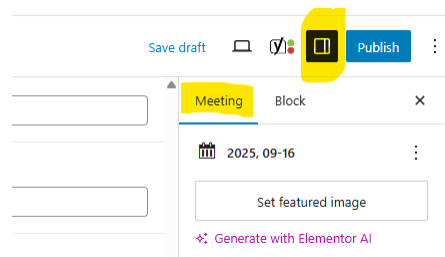 Save draft
Publish
Meeting
Block
2025, 09-16
Set featured image
Generate with Elementor AI